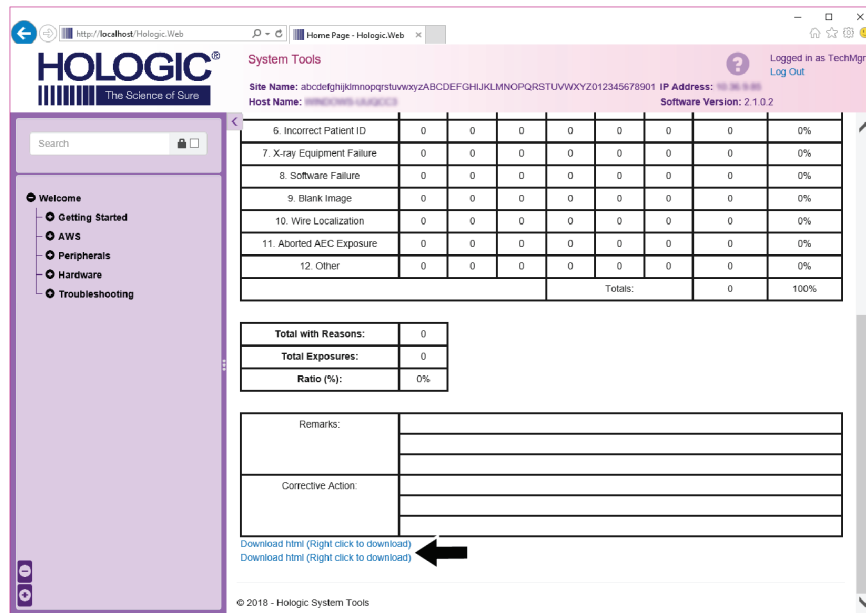 http://localhost/Hologic.Web
Home Page - Hologic.Web
HOLOGIC®
The Science of Sure
System Tools
Logged in as TechMgr
Log Out
Site Name: abcdefghijklmnopqrstuvwxyzABCDEFGHIJKLMNOPQRSTUVWXYZ012345678901 IP Address:
Host Name:
Software Version: 2.1.0.2
Search
Welcome
Getting Started
AWS
Peripherals
Hardware
Troubleshooting
6. Incorrect Patient ID 0 0 0 0 0 0 0 0%
7. X-ray Equipment Failure 0 0 0 0 0 0 0 0%
8. Software Failure 0 0 0 0 0 0 0 0%
9. Blank Image 0 0 0 0 0 0 0 0%
10. Wire Localization 0 0 0 0 0 0 0 0%
11. Aborted AEC Exposure 0 0 0 0 0 0 0 0%
12. Other 0 0 0 0 0 0 0 0%
Totals: 0 100%
Total with Reasons: 0
Total Exposures: 0
Ratio (%): 0%
Remarks:
Corrective Action:
Download html (Right click to download)
Download html (Right click to download)
© 2018 - Hologic System Tools